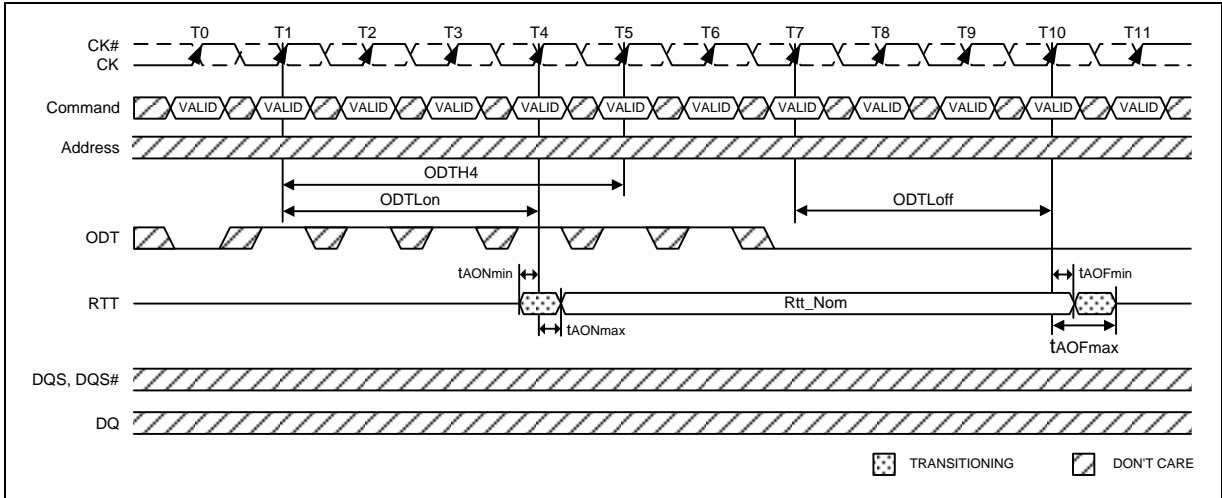 T0 T1 T2 T3 T4 T5 T6 T7 T8 T9 T10 T11
CK#
CK
Command VALID VALID VALID VALID VALID VALID VALID VALID VALID VALID VALID VALID
Address
ODTH4
ODTLon ODTLoff
ODT
tAONmin tAOFmin
RTT Rtt_Nom
tAONmax
tAOFmax
DQS, DQS#
DQ
TRANSITIONING DON'T CARE